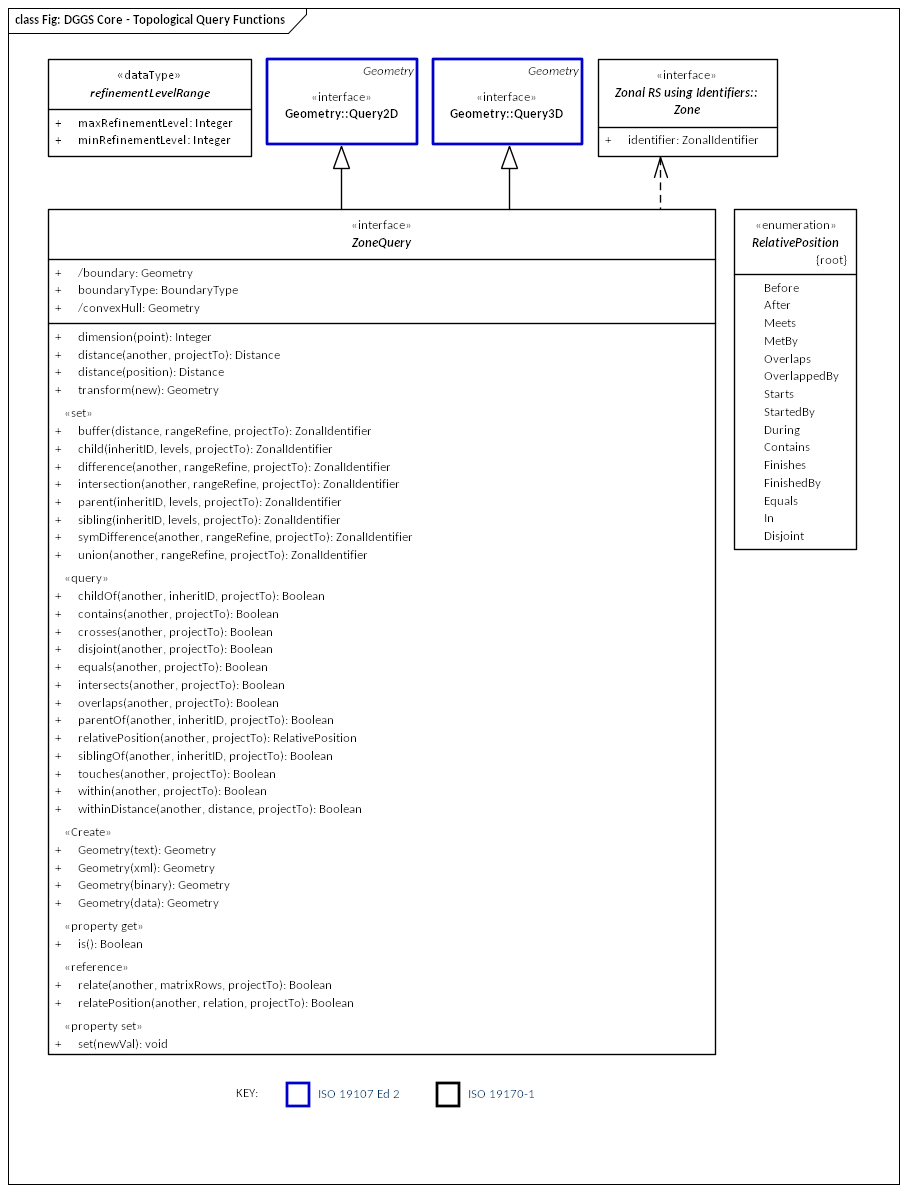 class Fig: DGGS Core - Topological Query Functions
«dataType»
refinementLevelRange
+ maxRefinementLevel: Integer
+ minRefinementLevel: Integer
Geometry
«interface»
Geometry::Query2D
Geometry
«interface»
Geometry::Query3D
«interface»
Zonal RS using Identifiers::
Zone
+ identifier: ZonalIdentifier
«interface»
ZoneQuery
+ /boundary: Geometry
+ boundaryType: BoundaryType
+ /convexHull: Geometry
+ dimension(point): Integer
+ distance(another, projectTo): Distance
+ distance(position): Distance
+ transform(new): Geometry
«set»
+ buffer(distance, rangeRefine, projectTo): ZonalIdentifier
+ child(inheritID, levels, projectTo): ZonalIdentifier
+ difference(another, rangeRefine, projectTo): ZonalIdentifier
+ intersection(another, rangeRefine, projectTo): ZonalIdentifier
+ parent(inheritID, levels, projectTo): ZonalIdentifier
+ sibling(inheritID, levels, projectTo): ZonalIdentifier
+ symDifference(another, rangeRefine, projectTo): ZonalIdentifier
+ union(another, rangeRefine, projectTo): ZonalIdentifier
«query»
+ childOf(another, inheritID, projectTo): Boolean
+ contains(another, projectTo): Boolean
+ crosses(another, projectTo): Boolean
+ disjoint(another, projectTo): Boolean
+ equals(another, projectTo): Boolean
+ intersects(another, projectTo): Boolean
+ overlaps(another, projectTo): Boolean
+ parentOf(another, inheritID, projectTo): Boolean
+ relativePosition(another, projectTo): RelativePosition
+ siblingOf(another, inheritID, projectTo): Boolean
+ touches(another, projectTo): Boolean
+ within(another, projectTo): Boolean
+ withinDistance(another, distance, projectTo): Boolean
«Create»
+ Geometry(text): Geometry
+ Geometry(xml): Geometry
+ Geometry(binary): Geometry
+ Geometry(data): Geometry
«property get»
+ is(): Boolean
«reference»
+ relate(another, matrixRows, projectTo): Boolean
+ relatePosition(another, relation, projectTo): Boolean
«property set»
+ set(newVal): void
«enumeration»
RelativePosition
{root}
Before
After
Meets
MetBy
Overlaps
OverlappedBy
Starts
StartedBy
During
Contains
Finishes
FinishedBy
Equals
In
Disjoint
KEY:
ISO 19107 Ed 2
ISO 19170-1